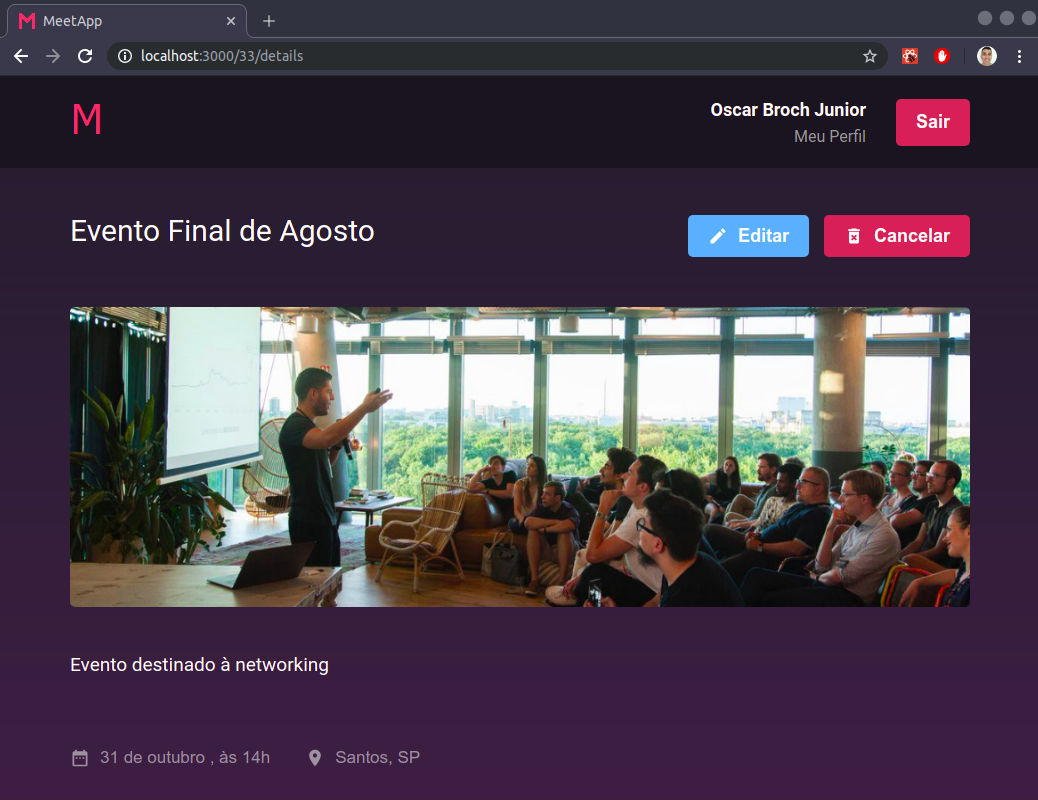 MeetApp
localhost:3000/33/details
M
Oscar Broch Junior
Meu Perfil
Sair
Evento Final de Agosto
Editar
Cancelar
Evento destinado à networking
31 de outubro , às 14h
Santos, SP